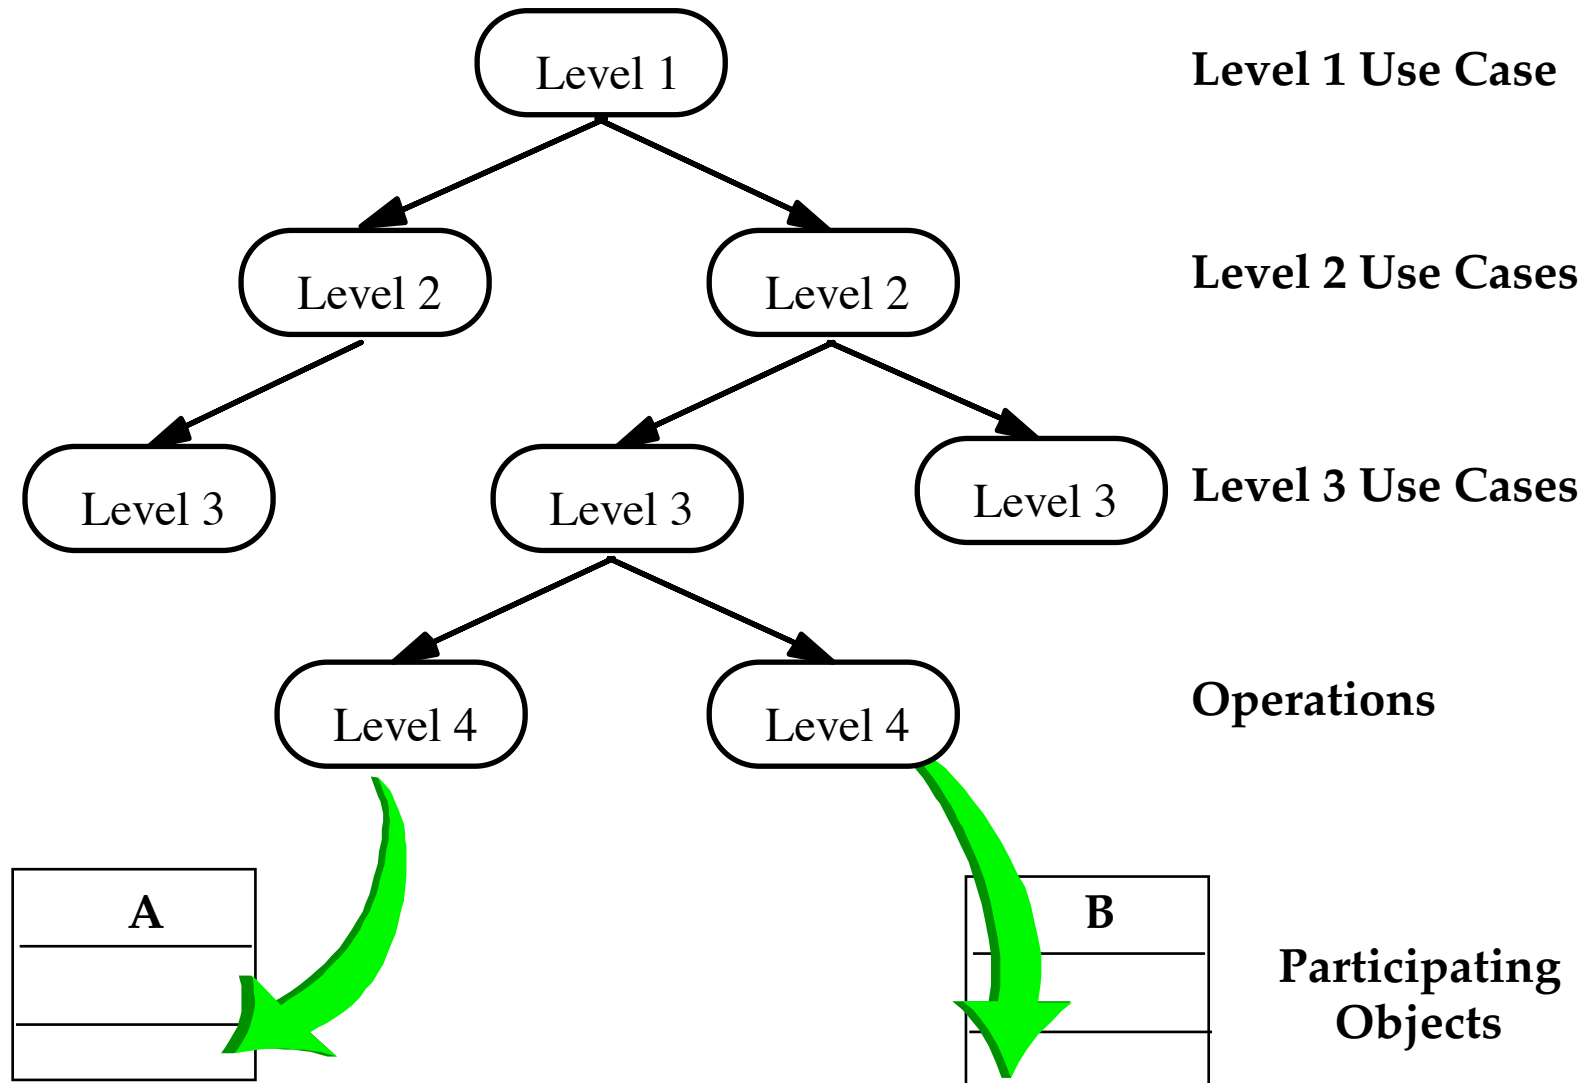 Level 1
Level 1 Use Case
Level 2
Level 2
Level 2 Use Cases
Level 3
Level 3
Level 3
Level 3 Use Cases
Level 4
Level 4
Operations
A
B
Participating
Objects